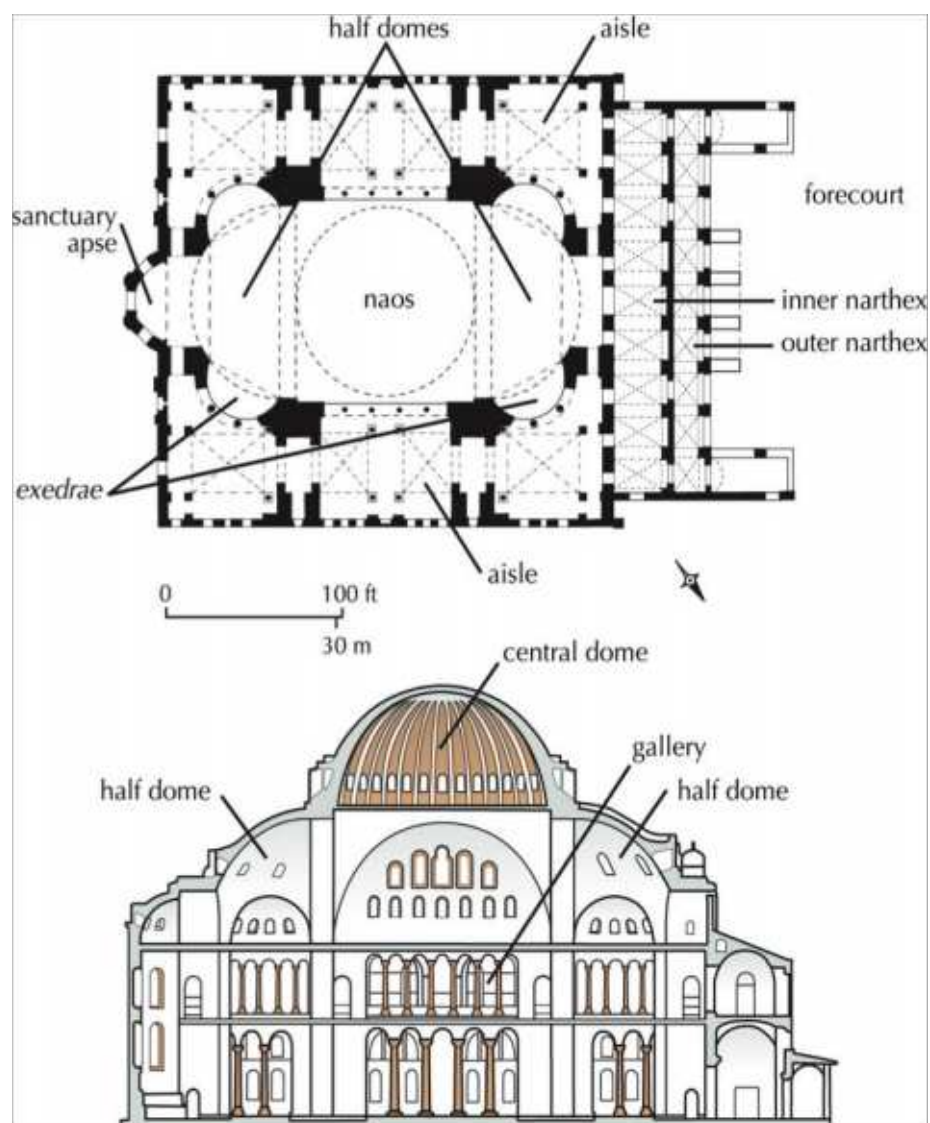 half domes
aisle
sanctuary
apse
forecourt
naos
inner narthex
outer narthex
exedrae
aisle
0
100 ft
30 m
central dome
gallery
half dome
half dome